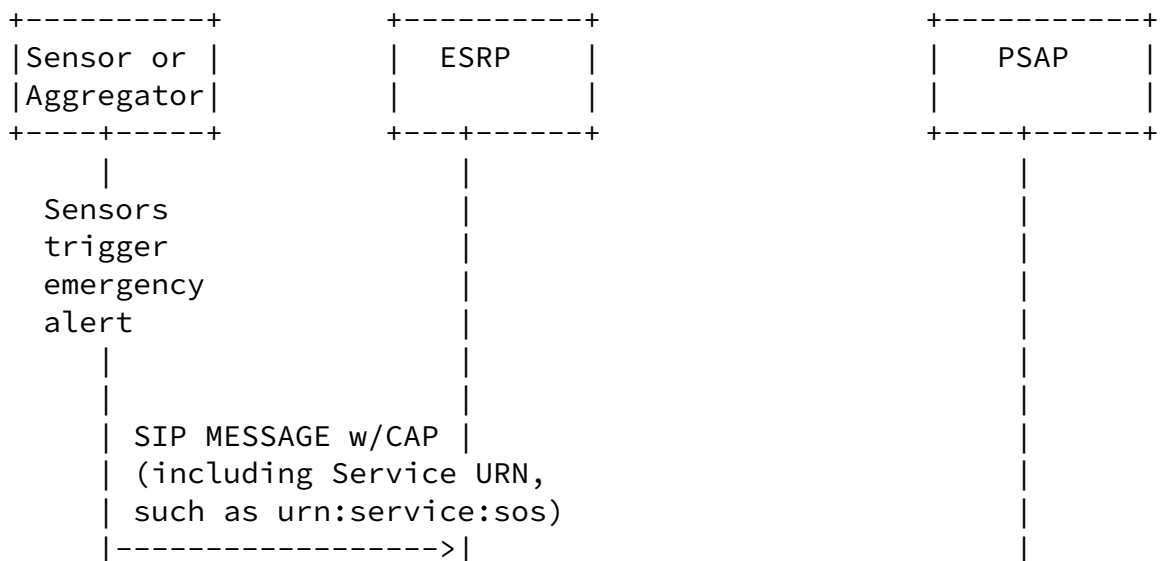 +----------+             +----------+                     +-----------+
|Sensor or |             |  ESRP    |                     |   PSAP    |
|Aggregator|             |          |                     |           |
+----+-----+             +---+------+                     +----+------+
     |                       |                                 |
  Sensors                    |                                 |
  trigger                    |                                 |
  emergency                  |                                 |
  alert                      |                                 |
     |                       |                                 |
     |                       |                                 |
     | SIP MESSAGE w/CAP |                                     |
     | (including Service URN,                                 |
     | such as urn:service:sos)                                |
     |------------------>|                                     |